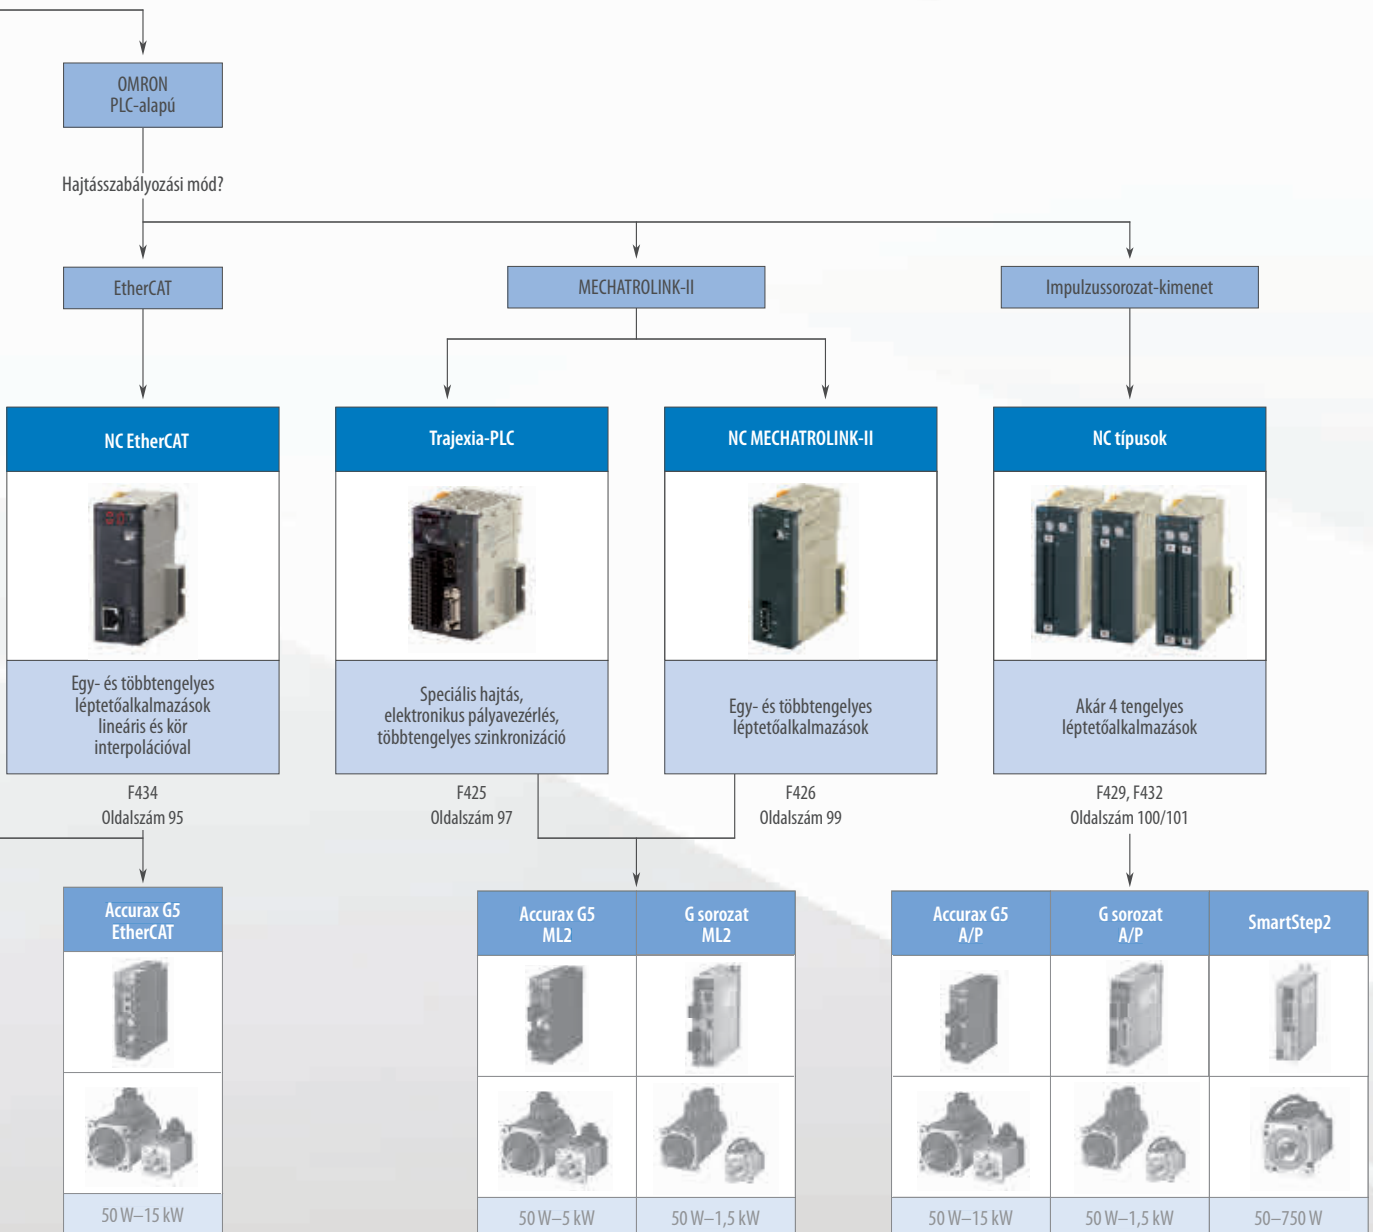 OMRON
PLC-alapú
Hajtásszabályozási mód?
EtherCAT
MECHATROLINK-II
Impulzussorozat-kimenet
NC EtherCAT
Trajexia-PLC
NC MECHATROLINK-II
NC típusok
Egy- és többtengelyes
léptetőalkalmazások
lineáris és kör
interpolációval
Speciális hajtás,
elektronikus pályavezérlés,
többtengelyes szinkronizáció
Egy- és többtengelyes
léptetőalkalmazások
Akár 4 tengelyes
léptetőalkalmazások
F434
Oldalszám 95
F425
Oldalszám 97
F426
Oldalszám 99
F429, F432
Oldalszám 100/101
Accurax G5
EtherCAT
Accurax G5
ML2
G sorozat
ML2
Accurax G5
A/P
G sorozat
A/P
SmartStep2
50 W–15 kW
50 W–5 kW
50 W–1,5 kW
50 W–15 kW
50 W–1,5 kW
50–750 W